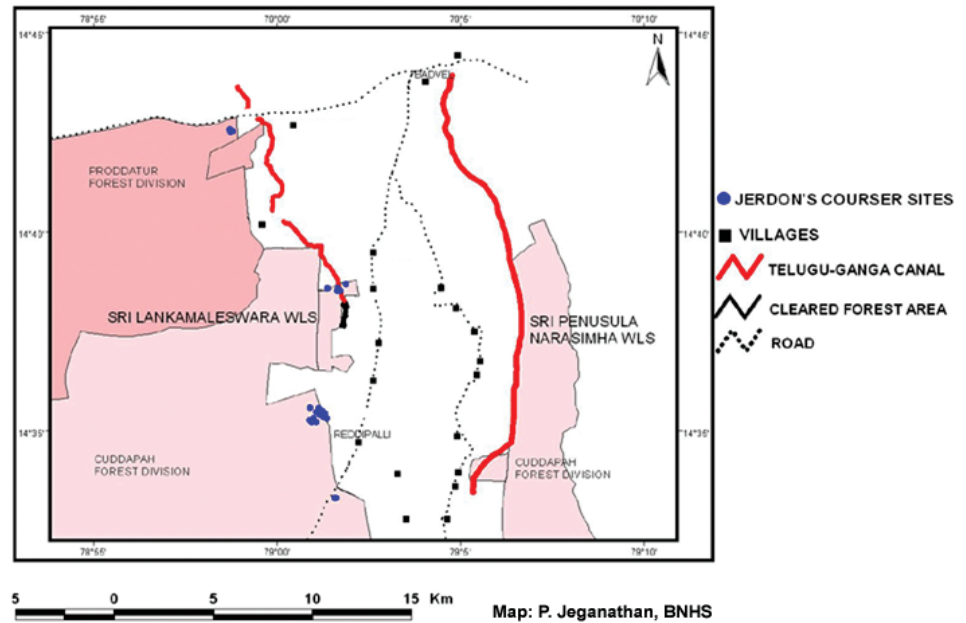 78°55' 79°00' 79°5' 79°10'
14°45' 14°45'
N
BADVEL
PRODDATUR
FOREST DIVISION
14°40' 14°40'
SRI LANKAMALESWARA WLS
SRI PENUSULA
NARASIMHA WLS
14°35' 14°35'
REDDIPALLI
CUDDAPAH
FOREST DIVISION
CUDDAPAH
FOREST DIVISION
78°55' 79°00' 79°5' 79°10'
JERDON'S COURSER SITES
VILLAGES
TELUGU-GANGA CANAL
CLEARED FOREST AREA
ROAD
5 0 5 10 15 Km
Map: P. Jeganathan, BNHS